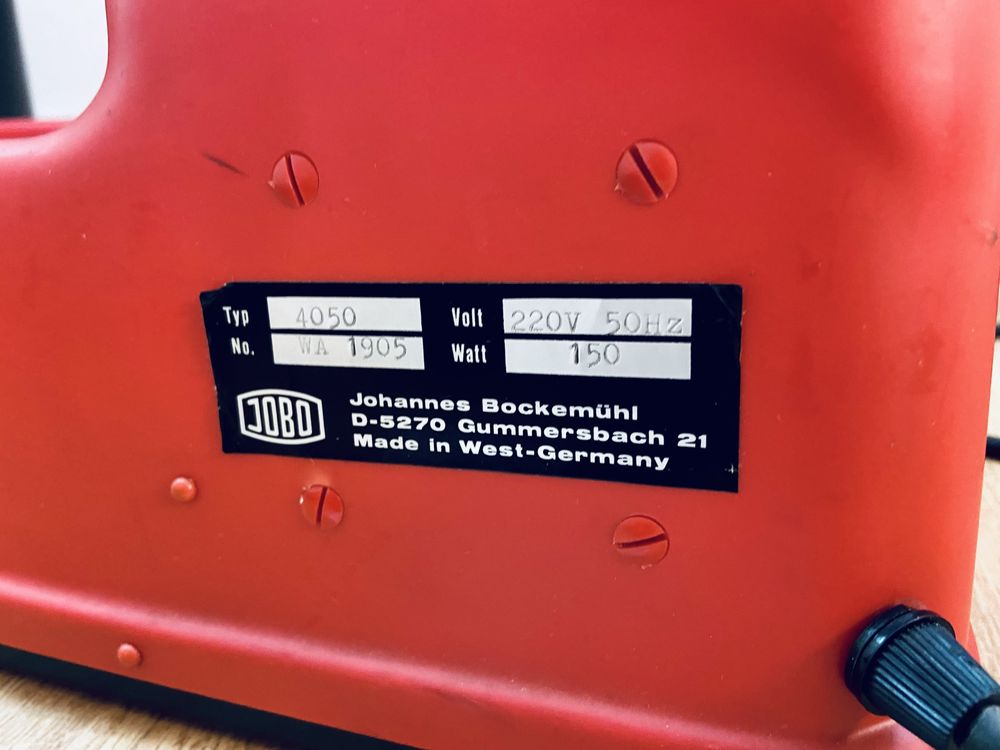 Typ 4050 Volt 220V 50Hz
No. WA 1905 Watt 150
JOBO
Johannes Bockemühl
D-5270 Gummersbach 21
Made in West-Germany